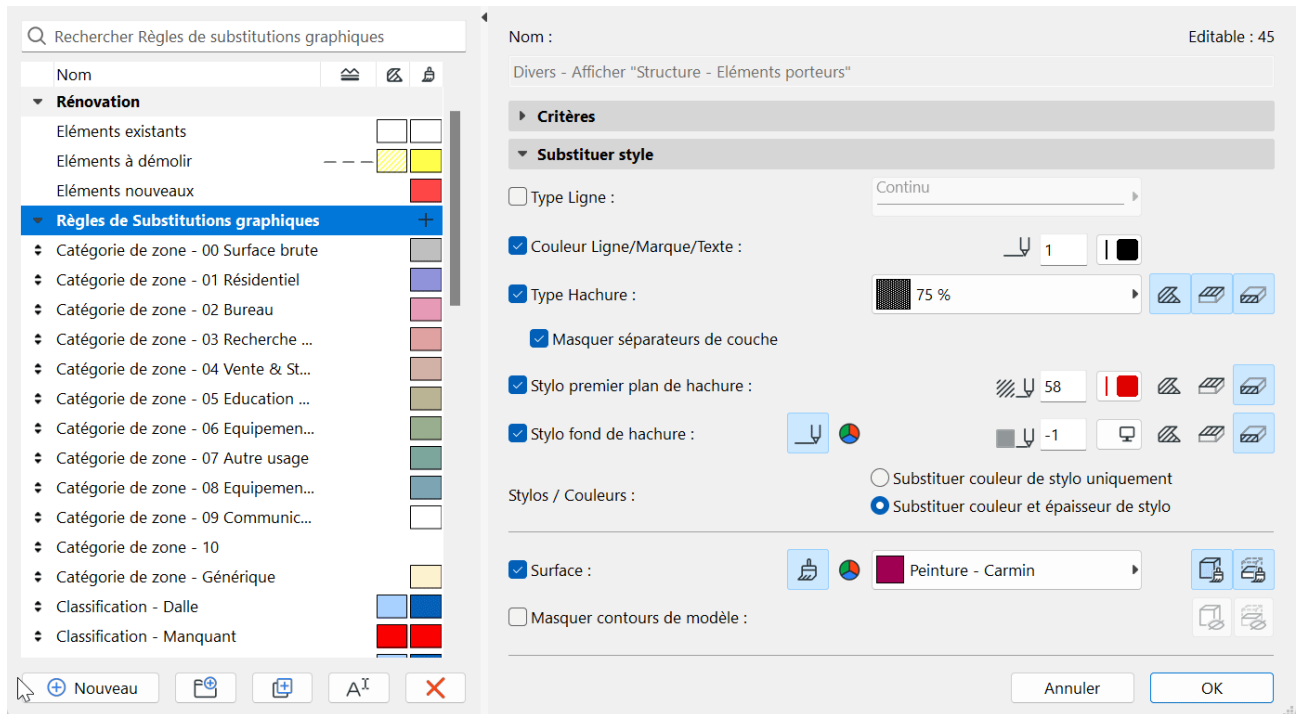 Rechercher Règles de substitutions graphiques
Nom
Rénovation
Eléments existants
Eléments à démolir
Eléments nouveaux
Règles de Substitutions graphiques
Catégorie de zone - 00 Surface brute
Catégorie de zone - 01 Résidentiel
Catégorie de zone - 02 Bureau
Catégorie de zone - 03 Recherche ...
Catégorie de zone - 04 Vente & St...
Catégorie de zone - 05 Education ...
Catégorie de zone - 06 Equipemen...
Catégorie de zone - 07 Autre usage
Catégorie de zone - 08 Equipemen...
Catégorie de zone - 09 Communic...
Catégorie de zone - 10
Catégorie de zone - Générique
Classification - Dalle
Classification - Manquant
Nouveau
Nom :
Editable : 45
Divers - Afficher "Structure - Eléments porteurs"
Critères
Substituer style
Type Ligne :
Continu
Couleur Ligne/Marque/Texte :
1
Type Hachure :
75 %
Masquer séparateurs de couche
Stylo premier plan de hachure :
58
Stylo fond de hachure :
-1
Stylos / Couleurs :
Substituer couleur de stylo uniquement
Substituer couleur et épaisseur de stylo
Surface :
Peinture - Carmin
Masquer contours de modèle :
Annuler
OK